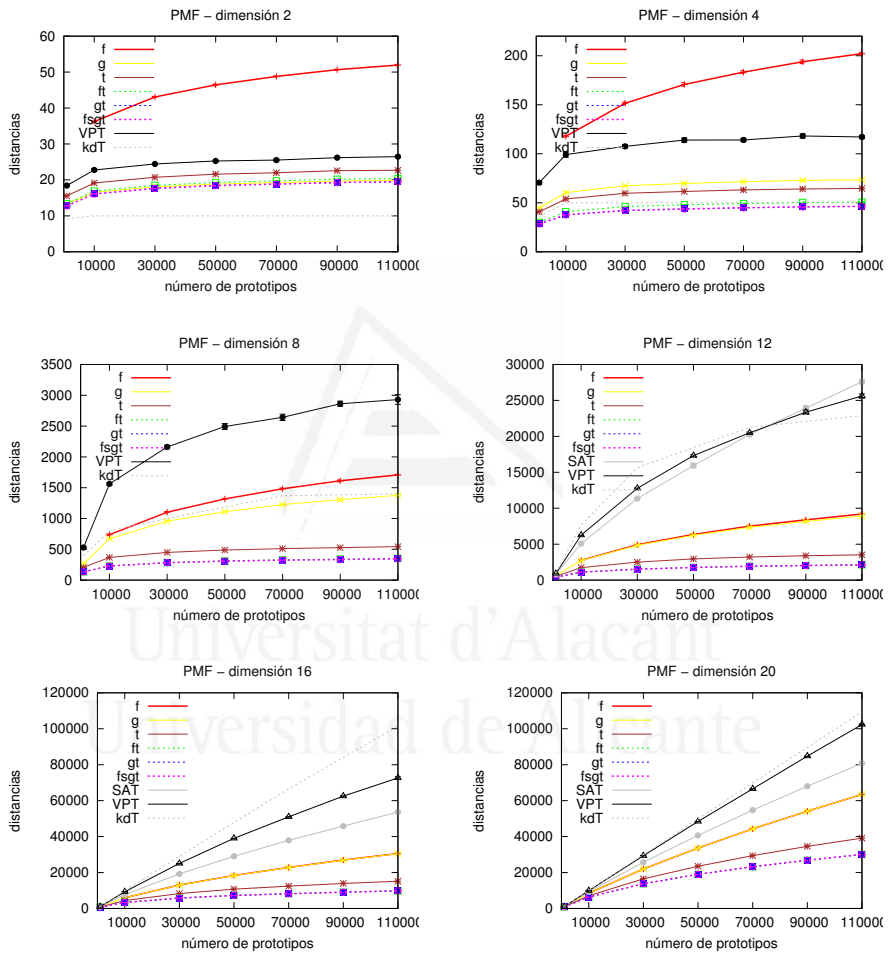 PMF − dimensión 2
60
50
40
30
20
10
0
10000 30000 50000 70000 90000 110000
distancias
número de prototipos
f
g
t
ft
gt
fsgt
VPT
kdT
PMF − dimensión 4
200
150
100
50
0
10000 30000 50000 70000 90000 110000
distancias
número de prototipos
f
g
t
ft
gt
fsgt
VPT
kdT
PMF − dimensión 8
3500
3000
2500
2000
1500
1000
500
0
10000 30000 50000 70000 90000 110000
distancias
número de prototipos
f
g
t
ft
gt
fsgt
VPT
kdT
PMF − dimensión 12
30000
25000
20000
15000
10000
5000
0
10000 30000 50000 70000 90000 110000
distancias
número de prototipos
f
g
t
ft
gt
fsgt
SAT
VPT
kdT
Universitat d'Alacant
Universidad de Alicante
PMF − dimensión 16
120000
100000
80000
60000
40000
20000
0
10000 30000 50000 70000 90000 110000
distancias
número de prototipos
f
g
t
ft
gt
fsgt
SAT
VPT
kdT
PMF − dimensión 20
120000
100000
80000
60000
40000
20000
0
10000 30000 50000 70000 90000 110000
distancias
número de prototipos
f
g
t
ft
gt
fsgt
SAT
VPT
kdT